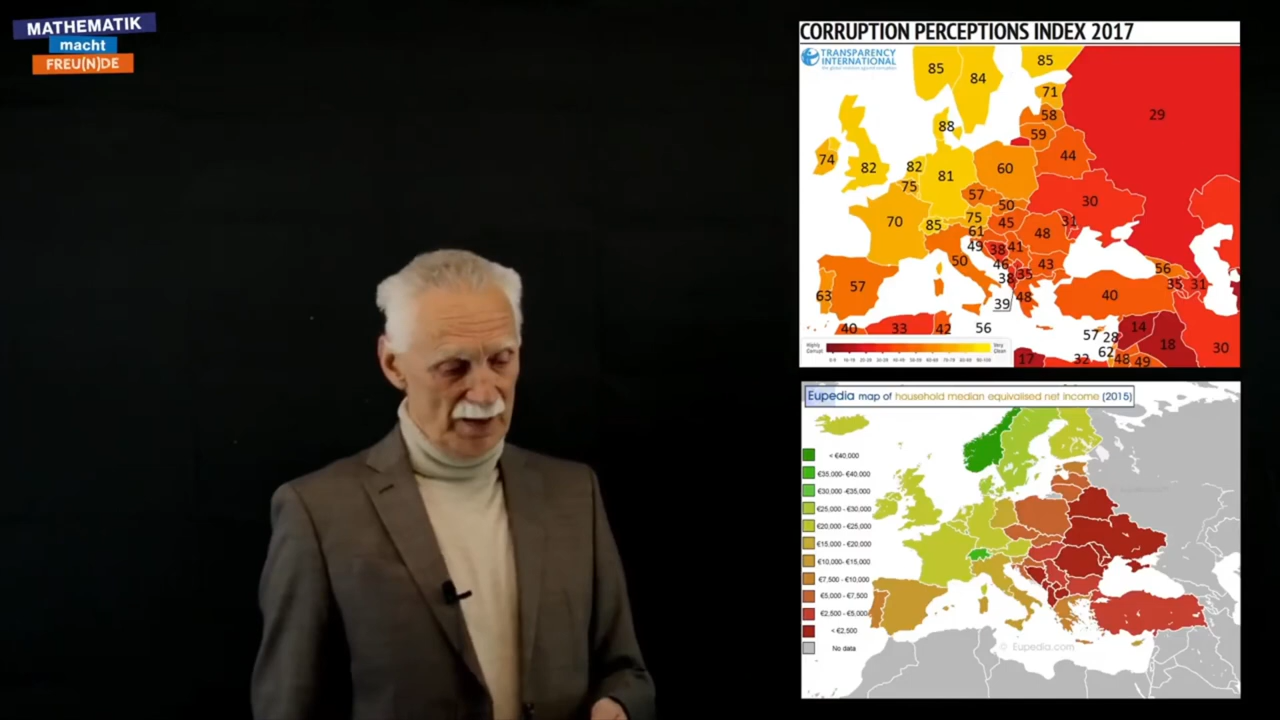 MATHEMATIK
macht
FREU(N)DE
CORRUPTION PERCEPTIONS INDEX 2017
TRANSPARENCY
INTERNATIONAL
85
84
85
71
58
59
29
88
74
82
82
75
81
60
44
57
50
30
70
85
75
61
45
48
31
49
38
41
50
46
43
38
35
56
35
31
63
57
39
48
40
40
33
42
56
57
28
14
18
30
62
17
32
48
49
Highly
Corrupt
Very
Clean
Eupedia map of household median equivalised net income (2015)
< €40,000
€35,000 - €40,000
€30,000 - €35,000
€25,000 - €30,000
€20,000 - €25,000
€15,000 - €20,000
€10,000 - €15,000
€7,500 - €10,000
€5,000 - €7,500
€2,500 - €5,000
< €2,500
No data
© Eupedia.com